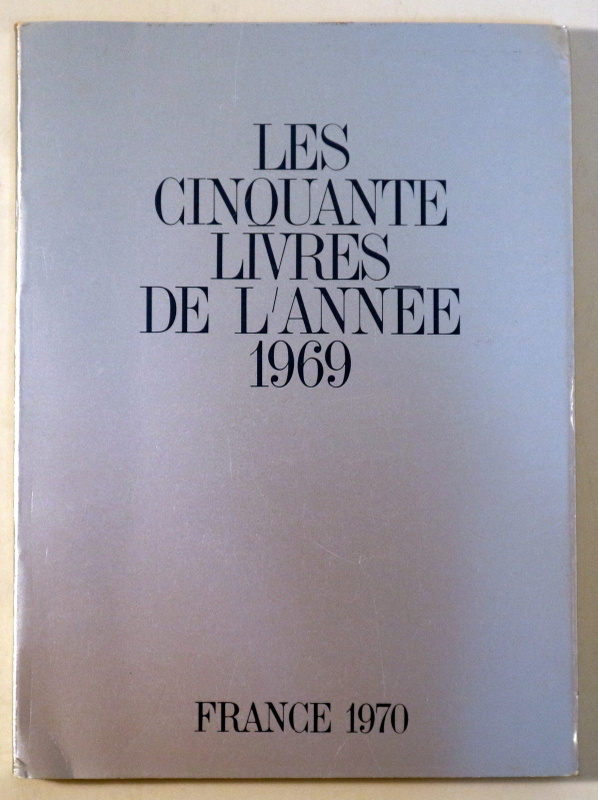 LES
CINQUANTE
LIVRES
DE L'ANNÉE
1969
FRANCE 1970